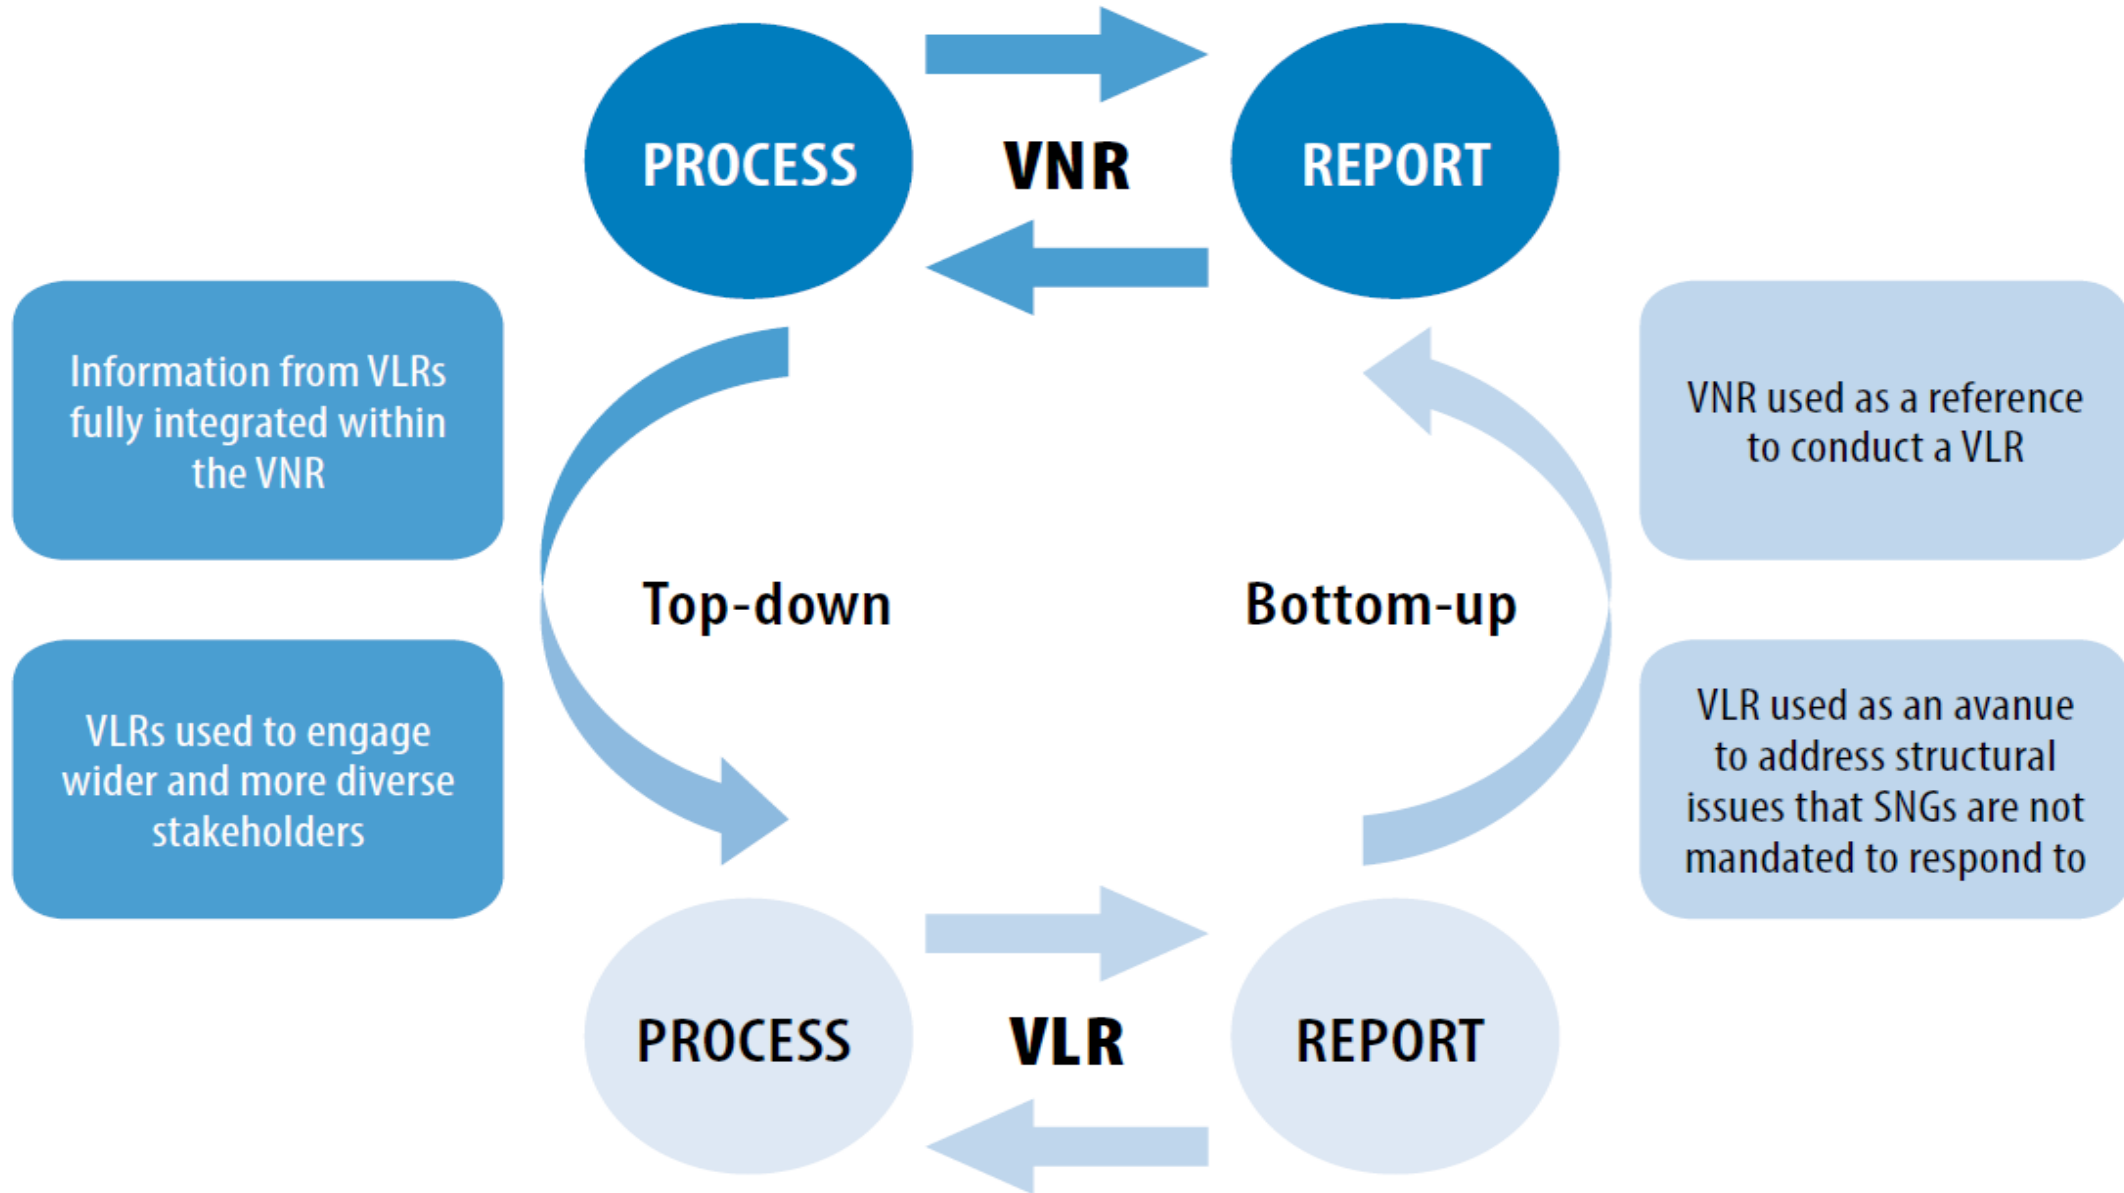 PROCESS
VNR
REPORT
Information from VLRs
fully integrated within
the VNR
VLRs used to engage
wider and more diverse
stakeholders
Top-down
Bottom-up
VNR used as a reference
to conduct a VLR
VLR used as an avanue
to address structural
issues that SNGs are not
mandated to respond to
PROCESS
VLR
REPORT